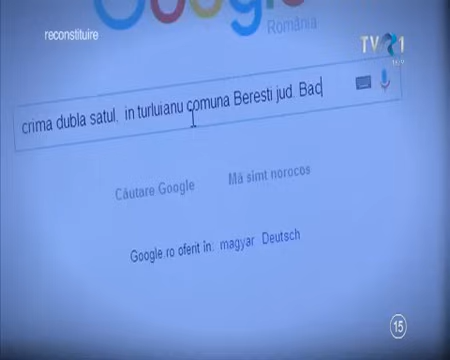 Google
România
reconstituire
TVR1
crima dubla satul, in turluianu comuna Beresti jud. Bac
Căutare Google
Mă simt norocos
Google.ro oferit în: magyar Deutsch
15